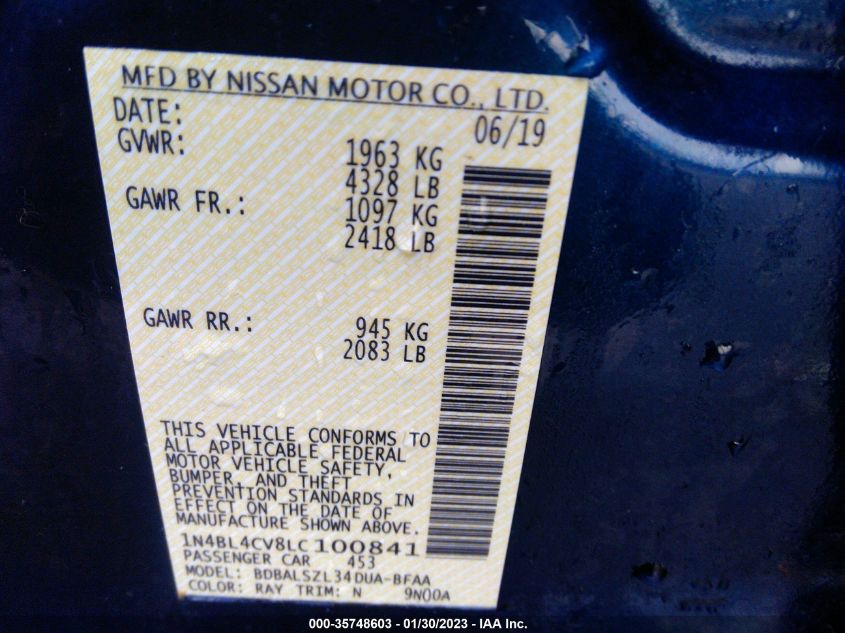 MFD BY NISSAN MOTOR CO., LTD.
DATE: 06/19
GVWR: 1963 KG
4328 LB
GAWR FR.: 1097 KG
2418 LB
GAWR RR.: 945 KG
2083 LB
THIS VEHICLE CONFORMS TO
ALL APPLICABLE FEDERAL
MOTOR VEHICLE SAFETY,
BUMPER, AND THEFT
PREVENTION STANDARDS IN
EFFECT ON THE DATE OF
MANUFACTURE SHOWN ABOVE.
1N4BL4CV8LC100841
PASSENGER CAR 453
MODEL: BDBALSZL34DUA-BFAA
COLOR: RAY TRIM: N 9N00A
000-35748603 - 01/30/2023 - IAA Inc.